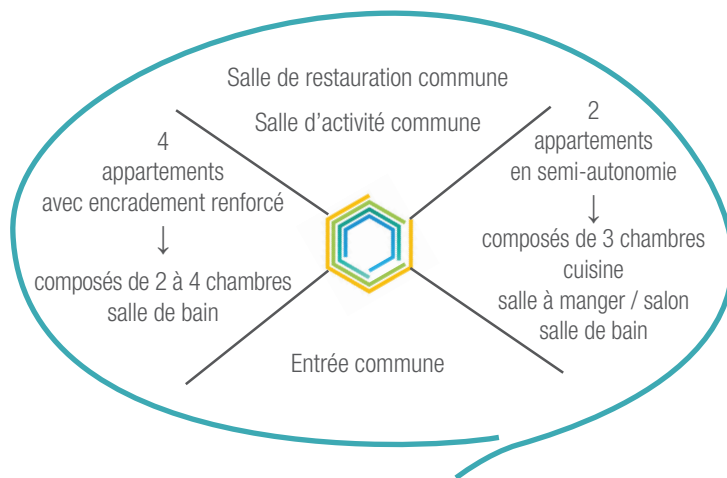 Salle de restauration commune
Salle d'activité commune
4
appartements
avec encradement renforcé
↓
composés de 2 à 4 chambres
salle de bain
2
appartements
en semi-autonomie
↓
composés de 3 chambres
cuisine
salle à manger / salon
salle de bain
Entrée commune